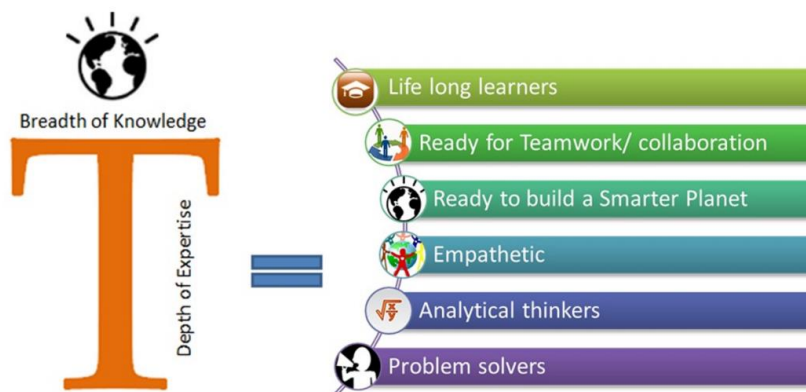 Breadth of Knowledge
T
Depth of Expertise
=
Life long learners
Ready for Teamwork/ collaboration
Ready to build a Smarter Planet
Empathetic
√x/y
Analytical thinkers
Problem solvers